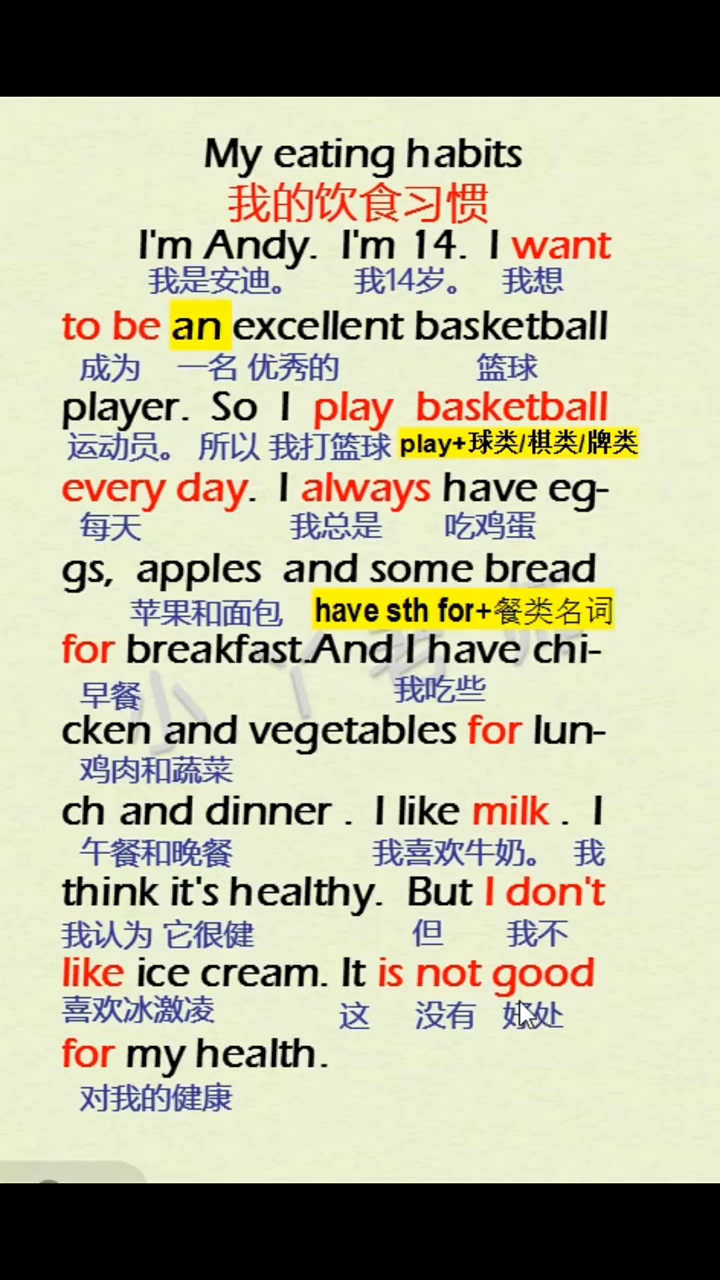 My eating habits
我的饮食习惯
I'm Andy. I'm 14. I want
我是安迪。 我14岁。 我想
to be an excellent basketball
成为 一名 优秀的 篮球
player. So I play basketball
运动员。 所以 我打篮球 play+球类/棋类/牌类
every day. I always have eg-
每天 我总是 吃鸡蛋
gs, apples and some bread
苹果和面包 have sth for+餐类名词
for breakfast.And I have chi-
早餐 我吃些
cken and vegetables for lun-
鸡肉和蔬菜
ch and dinner . I like milk . I
午餐和晚餐 我喜欢牛奶。 我
think it's healthy. But I don't
我认为 它很健 但 我不
like ice cream. It is not good
喜欢冰激凌 这 没有 好处
for my health.
对我的健康